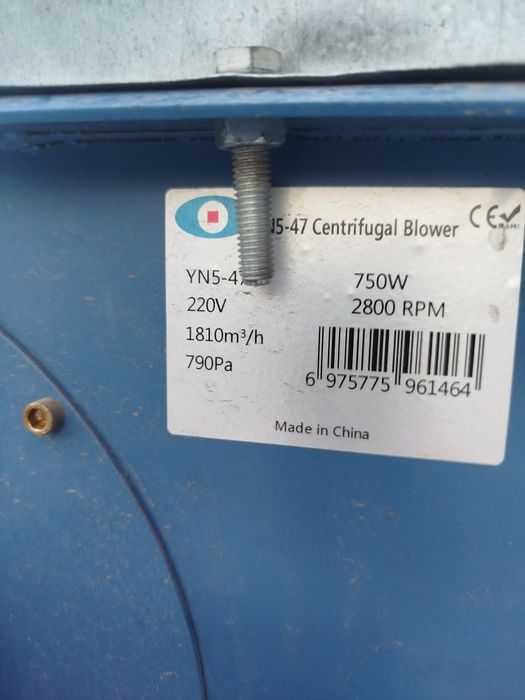 5-47 Centrifugal Blower CE RoHS
YN5-47 750W
220V 2800 RPM
1810m³/h
790Pa
6 975775 961464
Made in China